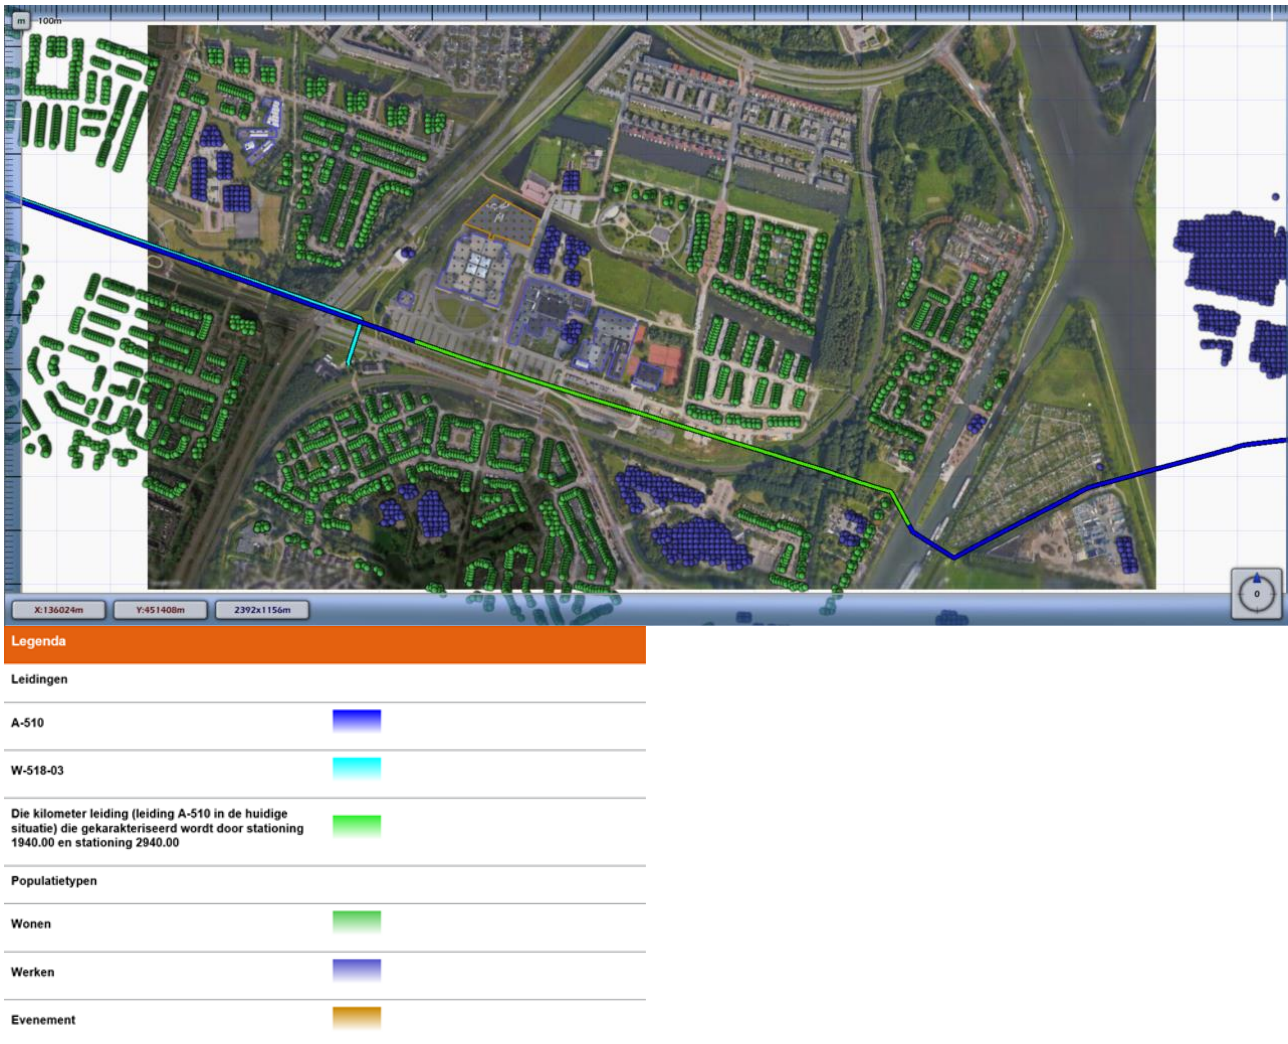 m 100m
X:136024m Y:451408m 2392x1156m
0
Legenda
Leidingen
A-510
W-518-03
Die kilometer leiding (leiding A-510 in de huidige
situatie) die gekarakteriseerd wordt door stationing
1940.00 en stationing 2940.00
Populatietypen
Wonen
Werken
Evenement